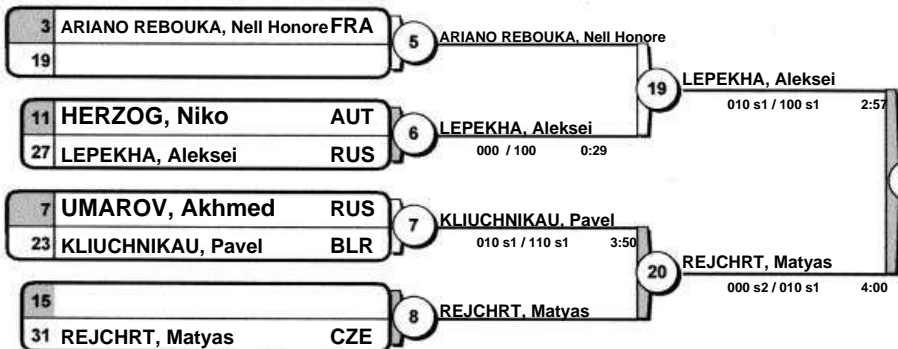 3 ARIANO REBOUKA, Nell Honore FRA
19
5
ARIANO REBOUKA, Nell Honore
11 HERZOG, Niko AUT
27 LEPEKHA, Aleksei RUS
6
LEPEKHA, Aleksei
000 / 100 0:29
19
LEPEKHA, Aleksei
010 s1 / 100 s1 2:57
7 UMAROV, Akhmed RUS
23 KLIUCHNIKAU, Pavel BLR
7
KLIUCHNIKAU, Pavel
010 s1 / 110 s1 3:50
15
31 REJCHRT, Matyas CZE
8
REJCHRT, Matyas
20
REJCHRT, Matyas
000 s2 / 010 s1 4:00